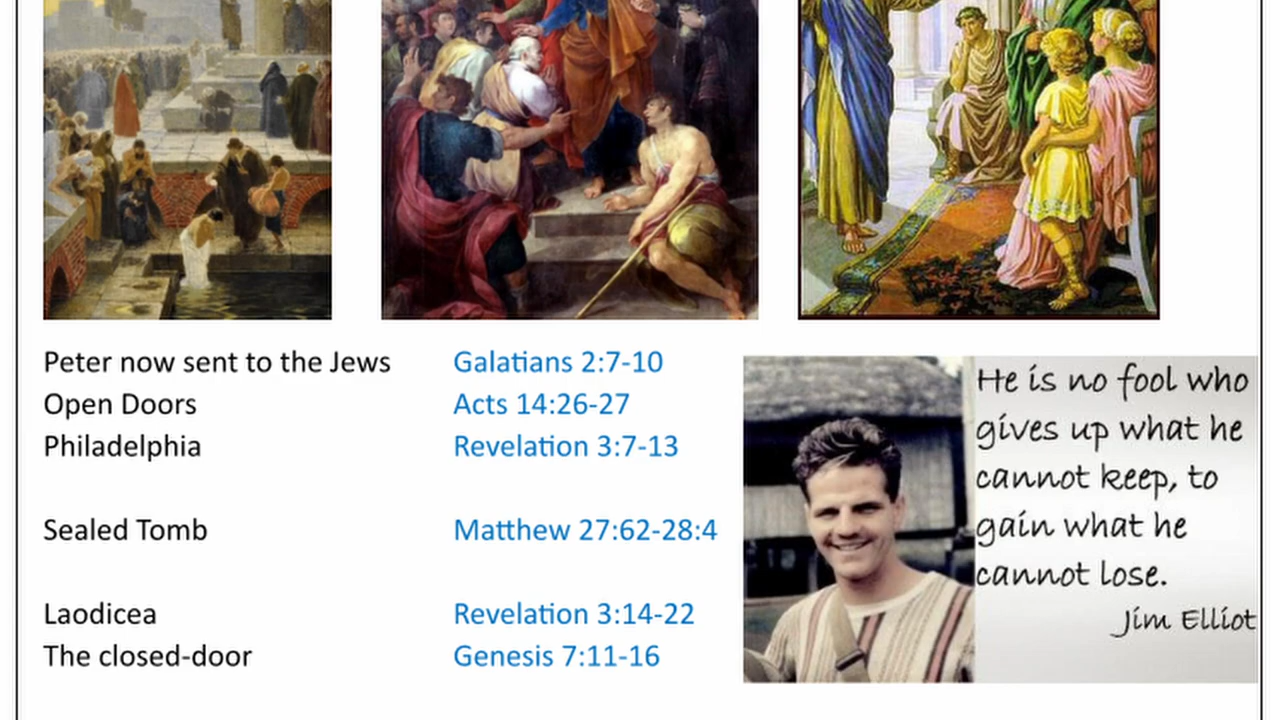 Peter now sent to the Jews Galatians 2:7-10
Open Doors Acts 14:26-27
Philadelphia Revelation 3:7-13
Sealed Tomb Matthew 27:62-28:4
Laodicea Revelation 3:14-22
The closed-door Genesis 7:11-16
He is no fool who
gives up what he
cannot keep, to
gain what he
cannot lose.
Jim Elliot